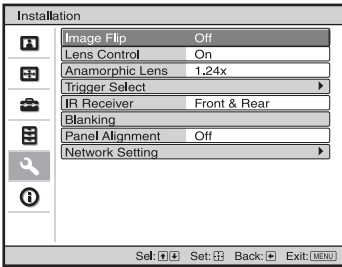 Installation
Image Flip Off
Lens Control On
Anamorphic Lens 1.24x
Trigger Select
IR Receiver Front & Rear
Blanking
Panel Alignment Off
Network Setting
Sel: Set: Back: Exit: MENU